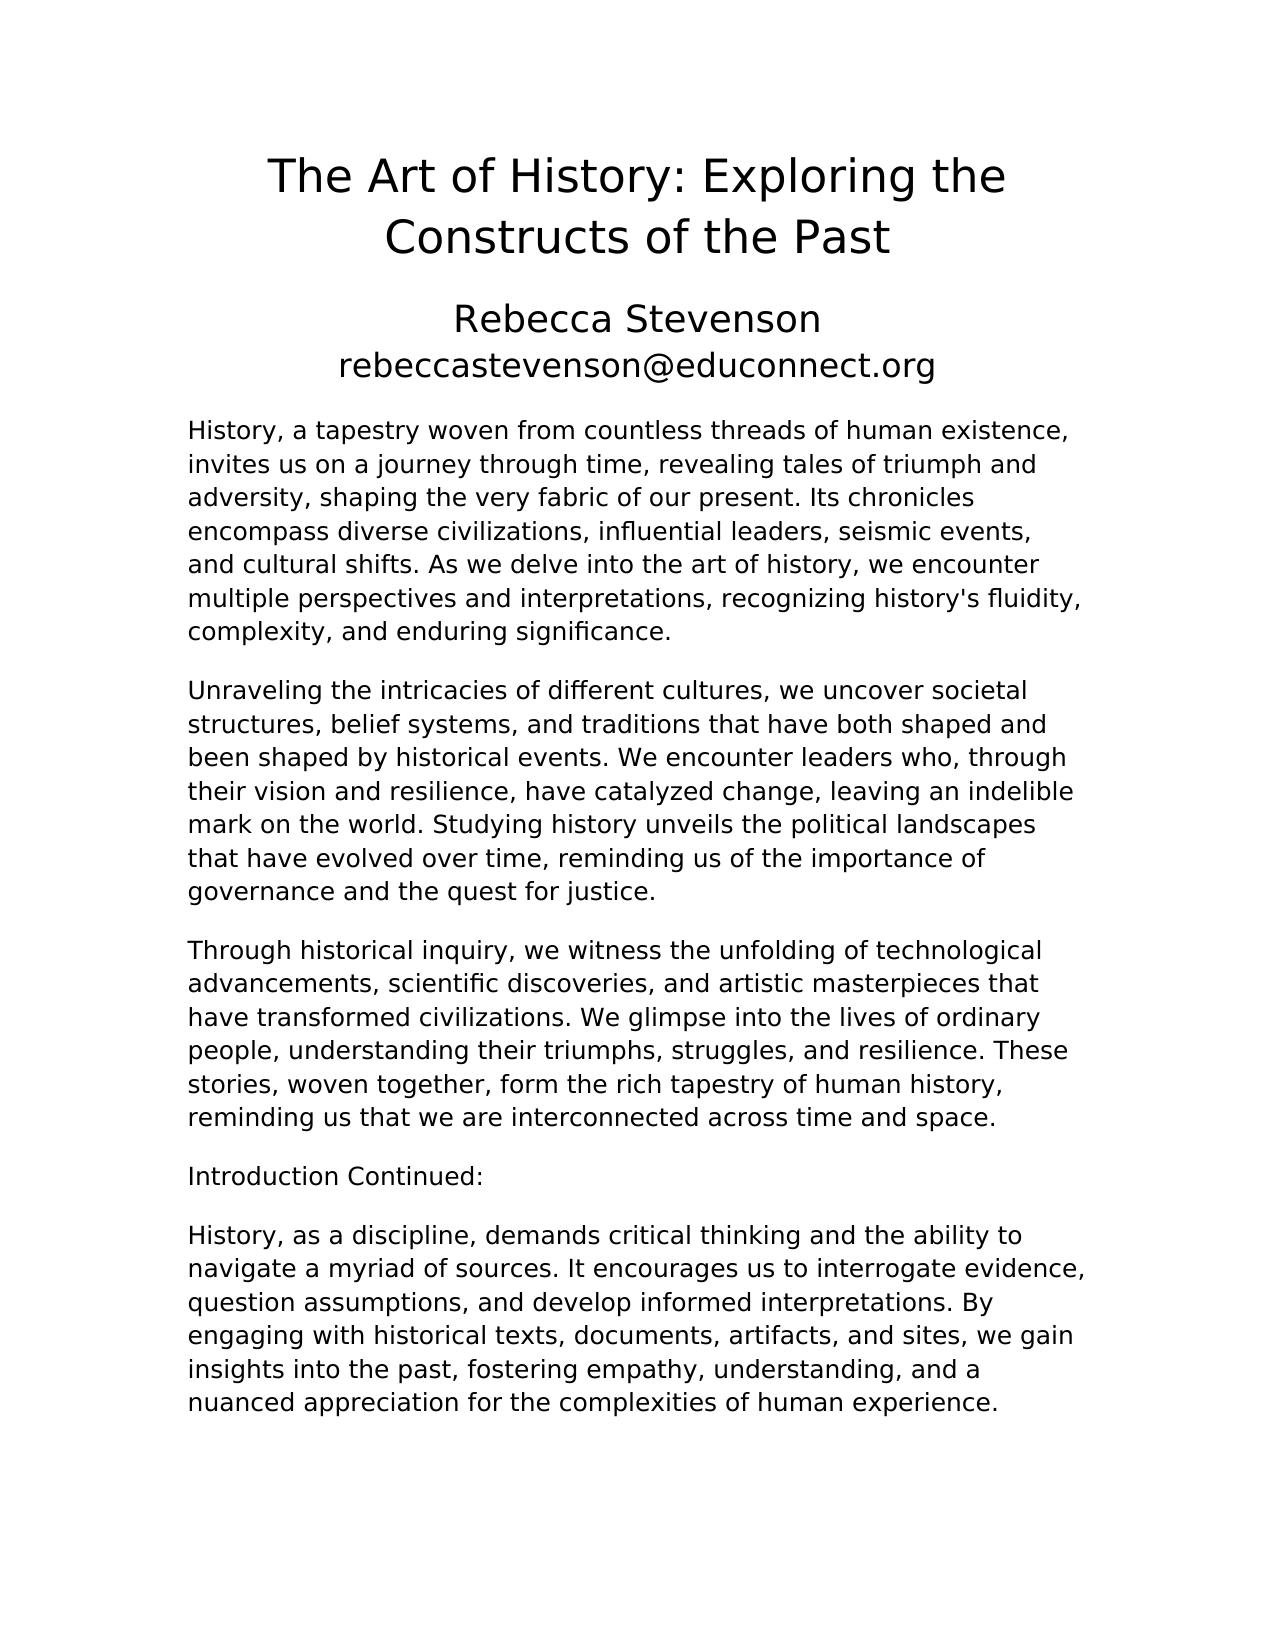 The Art of History: Exploring the
Constructs of the Past
Rebecca Stevenson
rebeccastevenson@educonnect.org
History, a tapestry woven from countless threads of human existence,
invites us on a journey through time, revealing tales of triumph and
adversity, shaping the very fabric of our present. Its chronicles
encompass diverse civilizations, influential leaders, seismic events,
and cultural shifts. As we delve into the art of history, we encounter
multiple perspectives and interpretations, recognizing history's fluidity,
complexity, and enduring significance.
Unraveling the intricacies of different cultures, we uncover societal
structures, belief systems, and traditions that have both shaped and
been shaped by historical events. We encounter leaders who, through
their vision and resilience, have catalyzed change, leaving an indelible
mark on the world. Studying history unveils the political landscapes
that have evolved over time, reminding us of the importance of
governance and the quest for justice.
Through historical inquiry, we witness the unfolding of technological
advancements, scientific discoveries, and artistic masterpieces that
have transformed civilizations. We glimpse into the lives of ordinary
people, understanding their triumphs, struggles, and resilience. These
stories, woven together, form the rich tapestry of human history,
reminding us that we are interconnected across time and space.
Introduction Continued:
History, as a discipline, demands critical thinking and the ability to
navigate a myriad of sources. It encourages us to interrogate evidence,
question assumptions, and develop informed interpretations. By
engaging with historical texts, documents, artifacts, and sites, we gain
insights into the past, fostering empathy, understanding, and a
nuanced appreciation for the complexities of human experience.